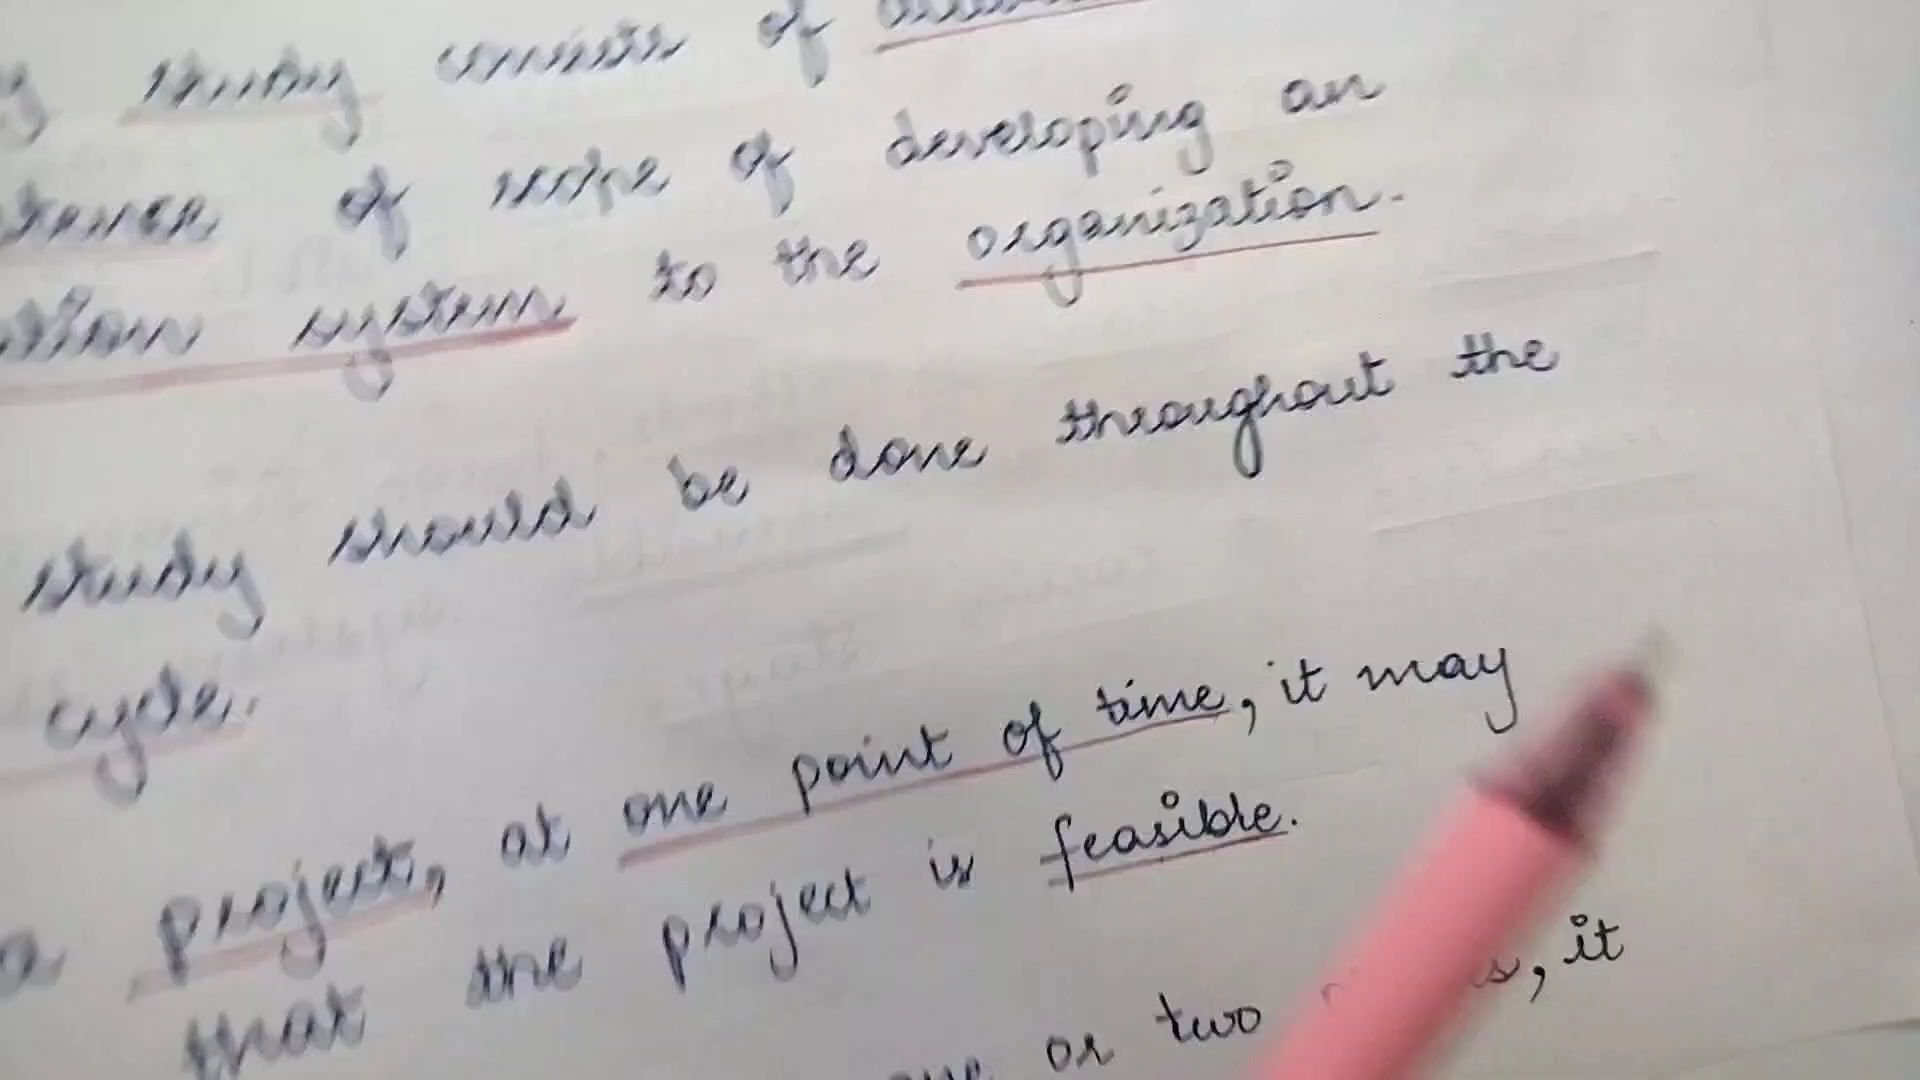 study consists of
of scope of developing an
system to the organization.
study should be done throughout the
cycle.
a project, at one point of time, it may
that the project is feasible.
or two it